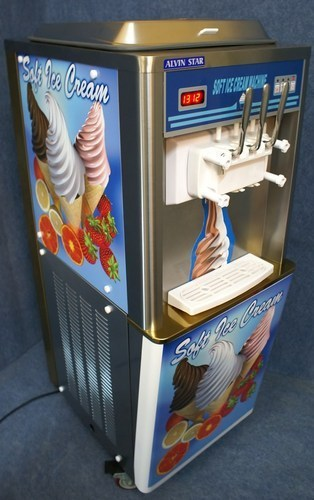 Soft Ice Cream
ALVIN STAR
SOFT ICE CREAM MACHINE
1312
Soft Ice Cream